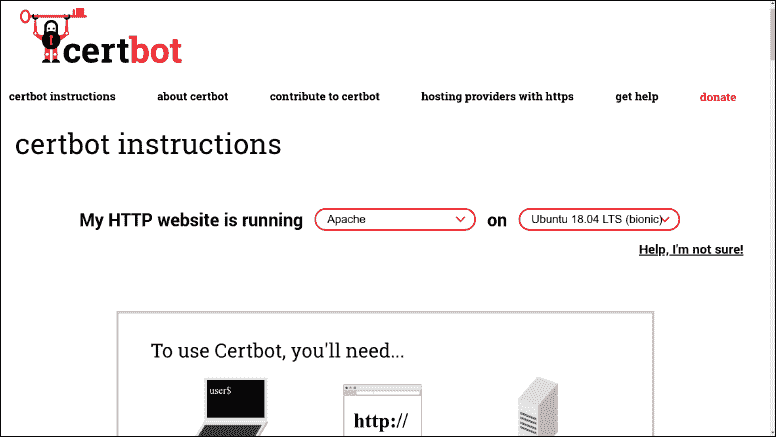 certbot
certbot instructions about certbot contribute to certbot hosting providers with https get help donate
certbot instructions
My HTTP website is running Apache on Ubuntu 18.04 LTS (bionic)
Help, I'm not sure!
To use Certbot, you'll need...
user$
http://